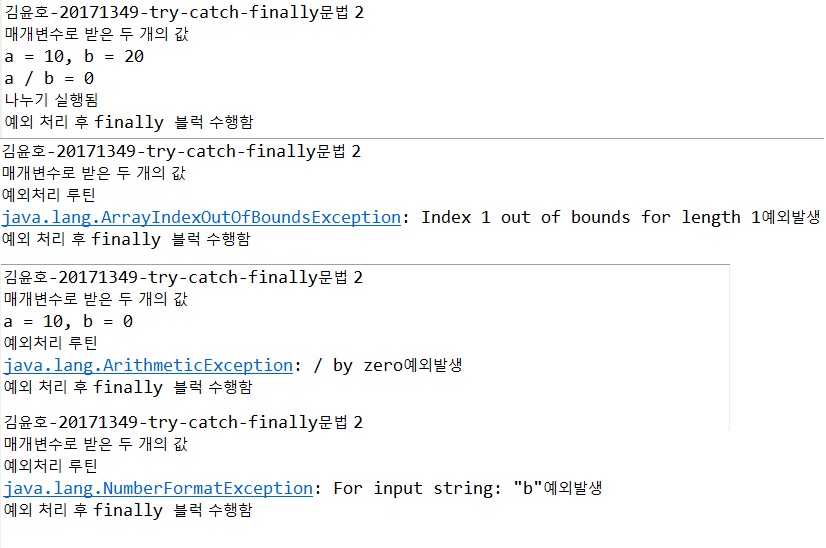 김윤호-20171349-try-catch-finally문법 2
매개변수로 받은 두 개의 값
a = 10, b = 20
a / b = 0
나누기 실행됨
예외 처리 후 finally 블럭 수행함
김윤호-20171349-try-catch-finally문법 2
매개변수로 받은 두 개의 값
예외처리 루틴
java.lang.ArrayIndexOutOfBoundsException: Index 1 out of bounds for length 1예외발생
예외 처리 후 finally 블럭 수행함
김윤호-20171349-try-catch-finally문법 2
매개변수로 받은 두 개의 값
a = 10, b = 0
예외처리 루틴
java.lang.ArithmeticException: / by zero예외발생
예외 처리 후 finally 블럭 수행함
김윤호-20171349-try-catch-finally문법 2
매개변수로 받은 두 개의 값
예외처리 루틴
java.lang.NumberFormatException: For input string: "b"예외발생
예외 처리 후 finally 블럭 수행함